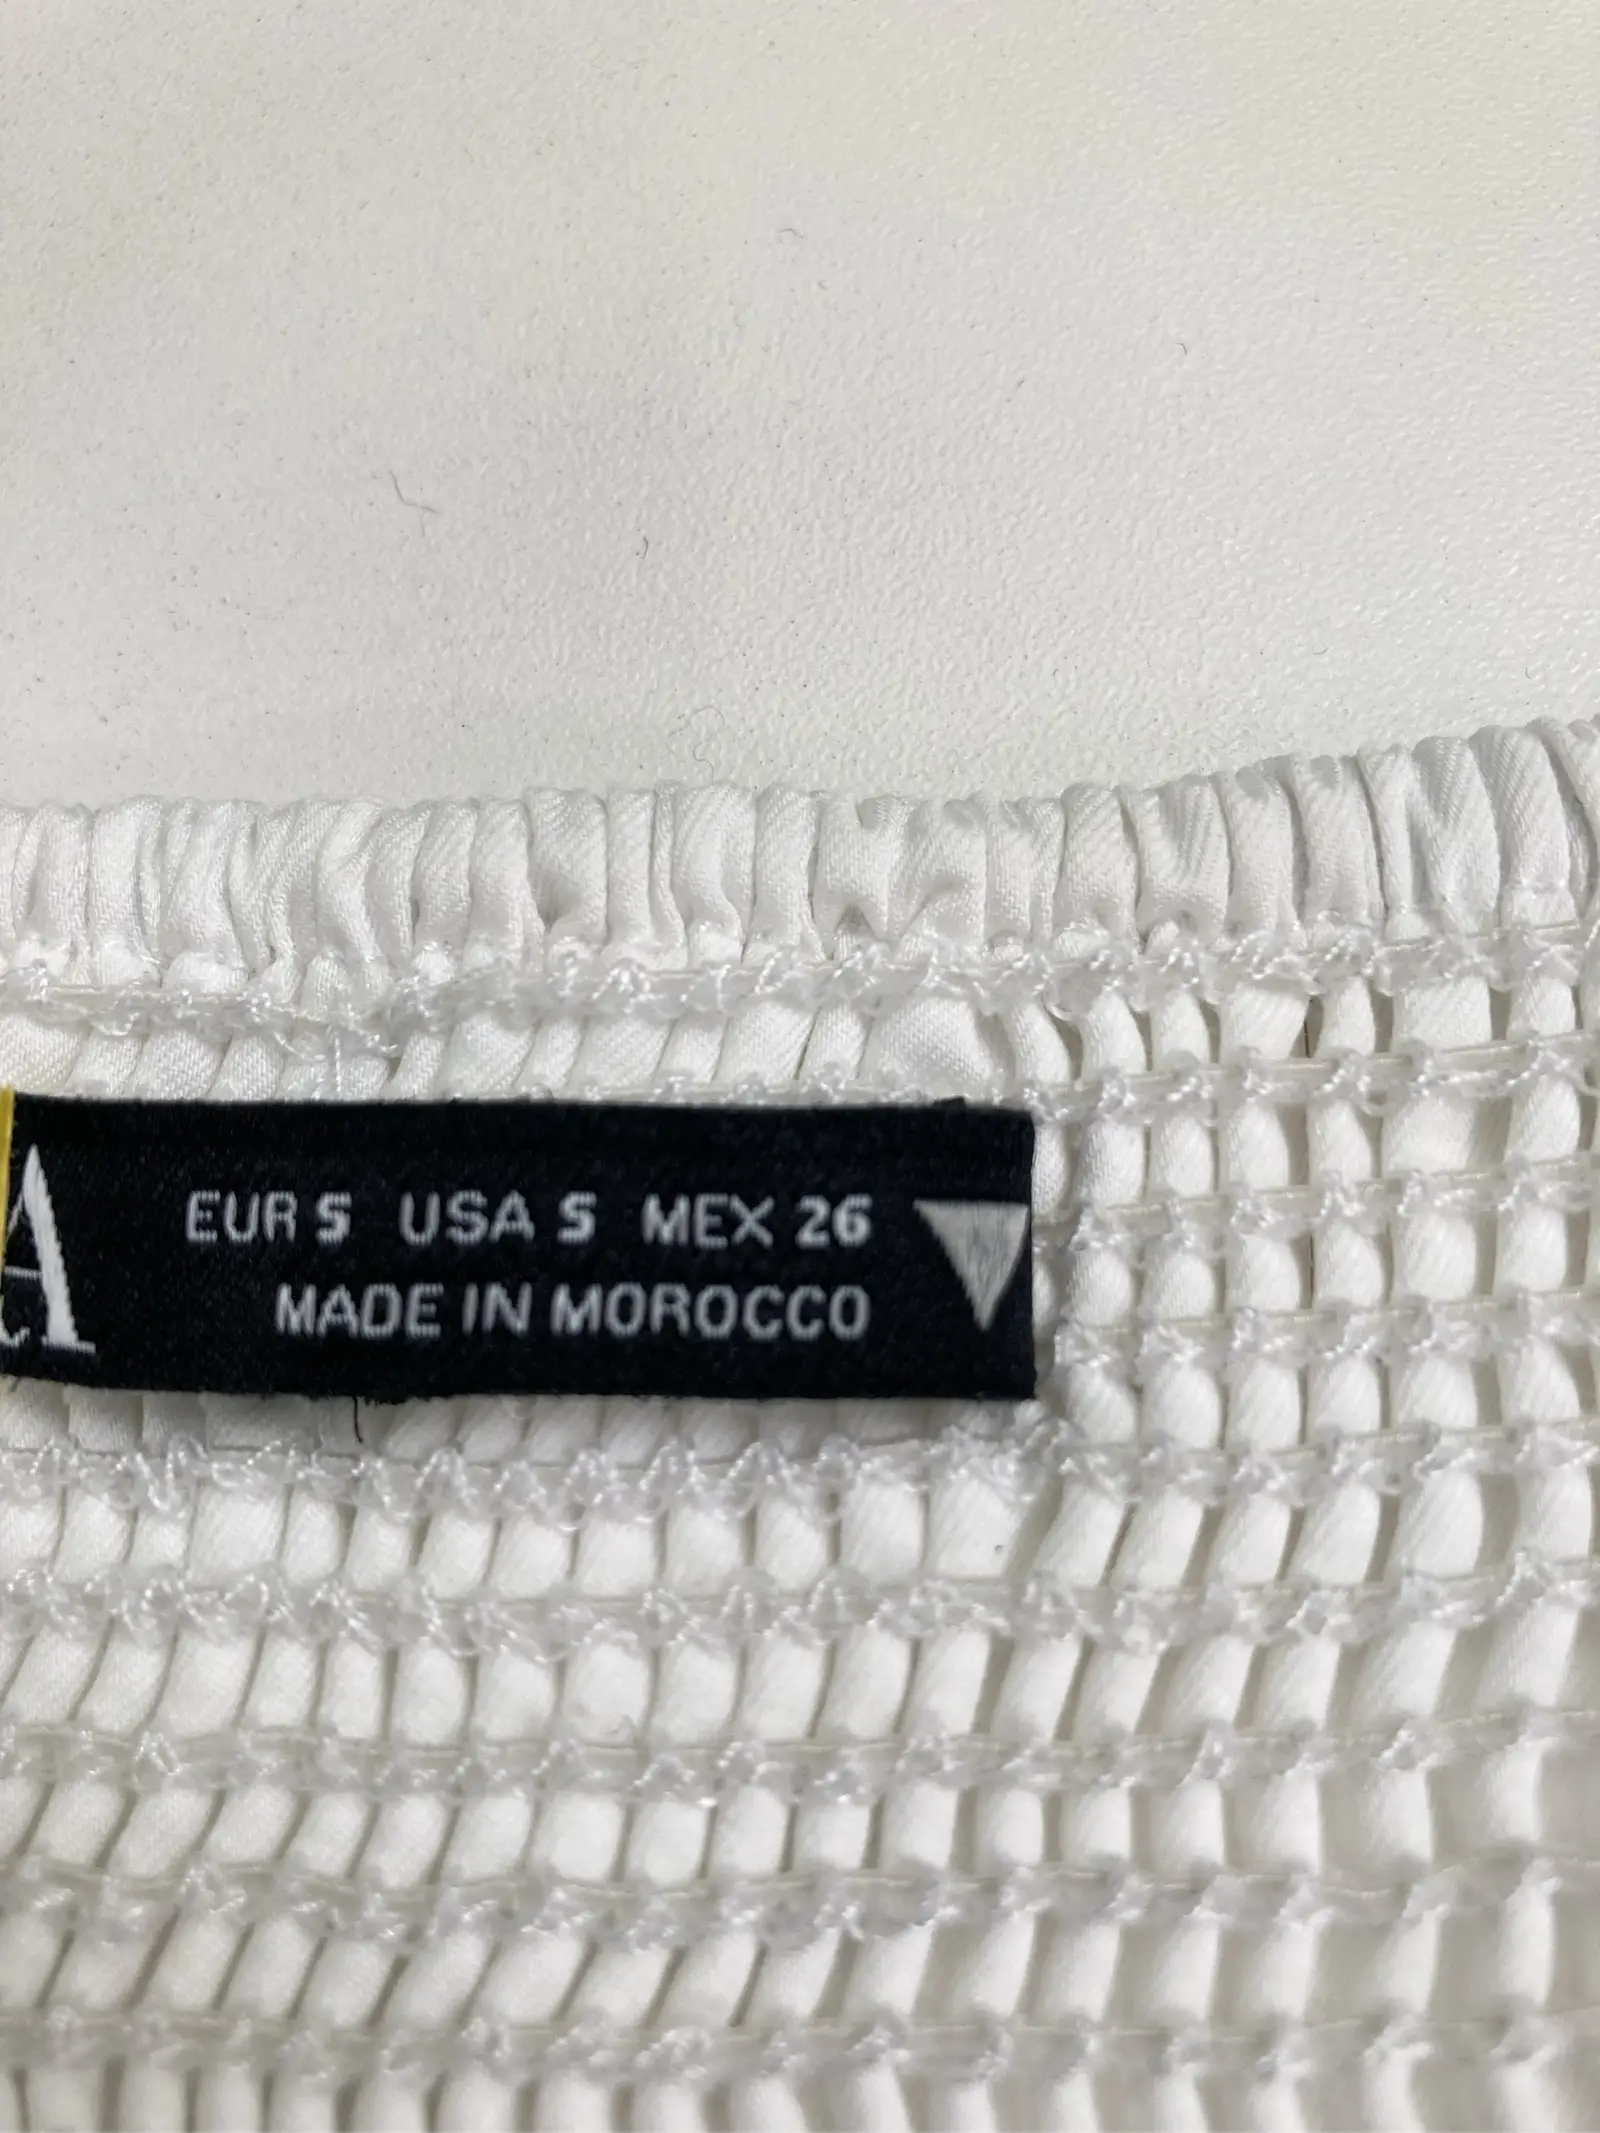 A
EUR S USA S MEX 26
MADE IN MOROCCO